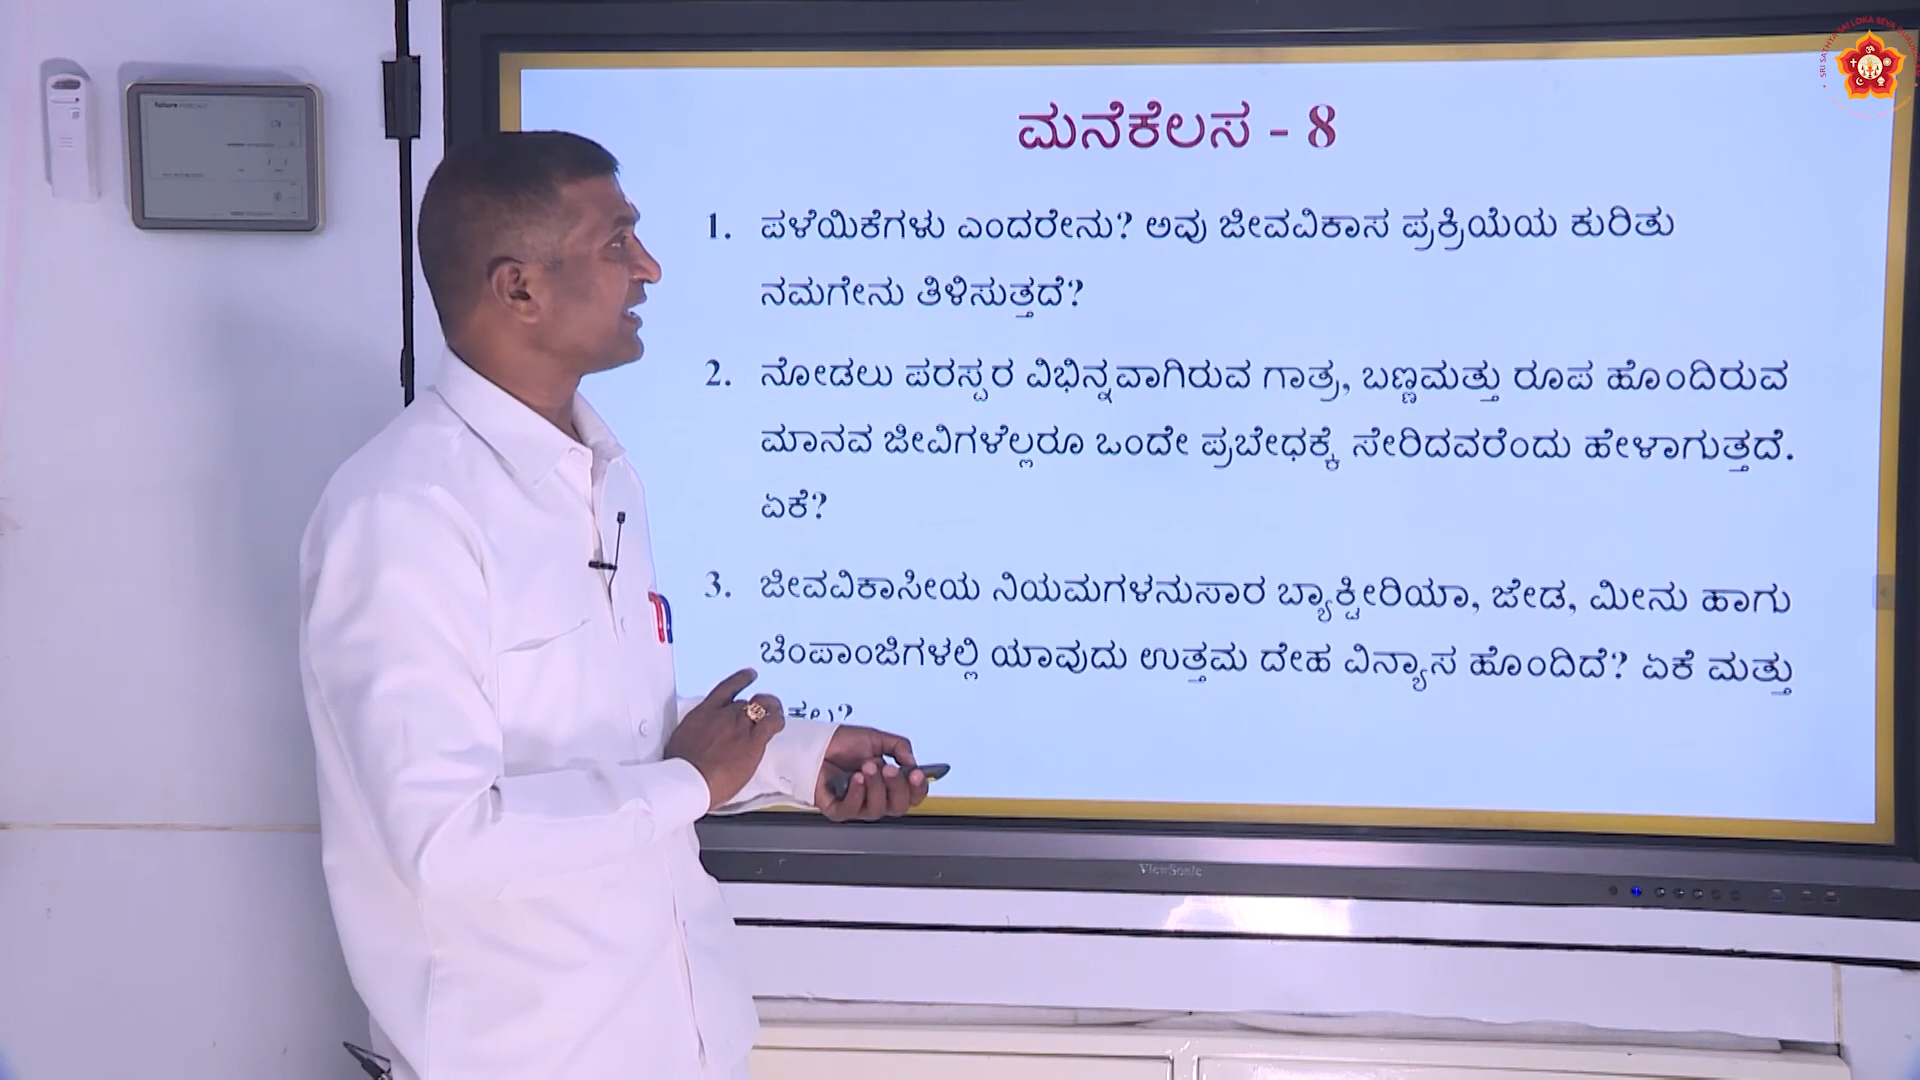 ಮನೆಕೆಲಸ - 8
1. ಪಳೆಯಿಕೆಗಳು ಎಂದರೇನು? ಅವು ಜೀವವಿಕಾಸ ಪ್ರಕ್ರಿಯೆಯ ಕುರಿತು
ನಮಗೇನು ತಿಳಿಸುತ್ತದೆ?
2. ನೋಡಲು ಪರಸ್ಪರ ವಿಭಿನ್ನವಾಗಿರುವ ಗಾತ್ರ, ಬಣ್ಣಮತ್ತು ರೂಪ ಹೊಂದಿರುವ
ಮಾನವ ಜೀವಿಗಳೆಲ್ಲರೂ ಒಂದೇ ಪ್ರಬೇಧಕ್ಕೆ ಸೇರಿದವರೆಂದು ಹೇಳಾಗುತ್ತದೆ.
ಏಕೆ?
3. ಜೀವವಿಕಾಸೀಯ ನಿಯಮಗಳನುಸಾರ ಬ್ಯಾಕ್ಟೀರಿಯಾ, ಜೇಡ, ಮೀನು ಹಾಗು
ಚಿಂಪಾಂಜಿಗಳಲ್ಲಿ ಯಾವುದು ಉತ್ತಮ ದೇಹ ವಿನ್ಯಾಸ ಹೊಂದಿದೆ? ಏಕೆ ಮತ್ತು
ViewSonic